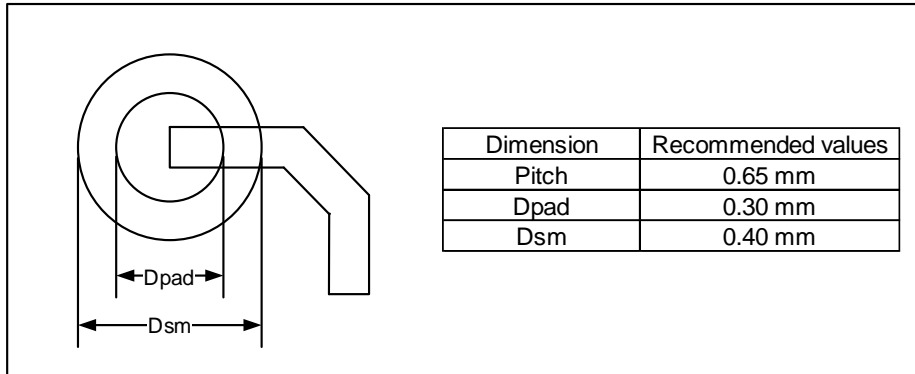 Dpad
Dsm
Dimension Recommended values
Pitch 0.65 mm
Dpad 0.30 mm
Dsm 0.40 mm